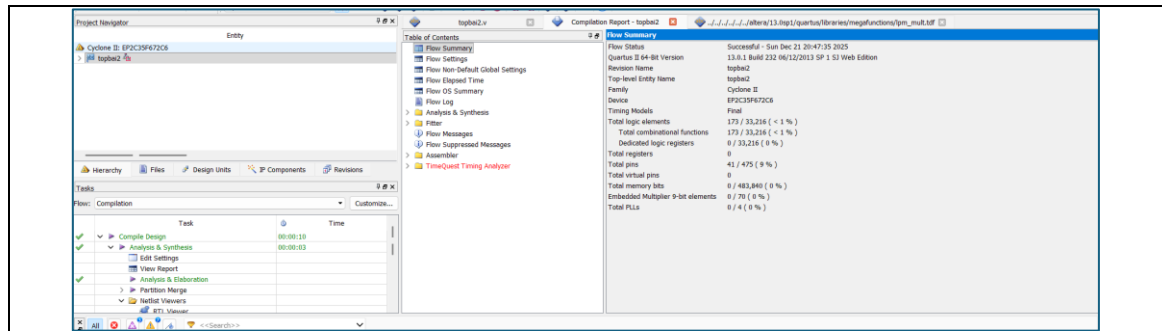 Project Navigator
Entity
Cyclone II: EP2C35F672C6
topbai2
Hierarchy Files Design Units IP Components Revisions
Tasks
Flow: Compilation Customize...
Task Time
Compile Design 00:00:10
Analysis & Synthesis 00:00:03
Edit Settings
View Report
Analysis & Elaboration
Partition Merge
Netlist Viewers
RTL Viewer
topbai2.v Compilation Report - topbai2 ../../../../../../altera/13.0sp1/quartus/libraries/megafunctions/lpm_mult.tdf
Table of Contents
Flow Summary
Flow Settings
Flow Non-Default Global Settings
Flow Elapsed Time
Flow OS Summary
Flow Log
Analysis & Synthesis
Fitter
Flow Messages
Flow Suppressed Messages
Assembler
TimeQuest Timing Analyzer
Flow Summary
Flow Status Successful - Sun Dec 21 20:47:35 2025
Quartus II 64-Bit Version 13.0.1 Build 232 06/12/2013 SP 1 SJ Web Edition
Revision Name topbai2
Top-level Entity Name topbai2
Family Cyclone II
Device EP2C35F672C6
Timing Models Final
Total logic elements 173 / 33,216 ( < 1 % )
Total combinational functions 173 / 33,216 ( < 1 % )
Dedicated logic registers 0 / 33,216 ( 0 % )
Total registers 0
Total pins 41 / 475 ( 9 % )
Total virtual pins 0
Total memory bits 0 / 483,840 ( 0 % )
Embedded Multiplier 9-bit elements 0 / 70 ( 0 % )
Total PLLs 0 / 4 ( 0 % )
All <<Search>>